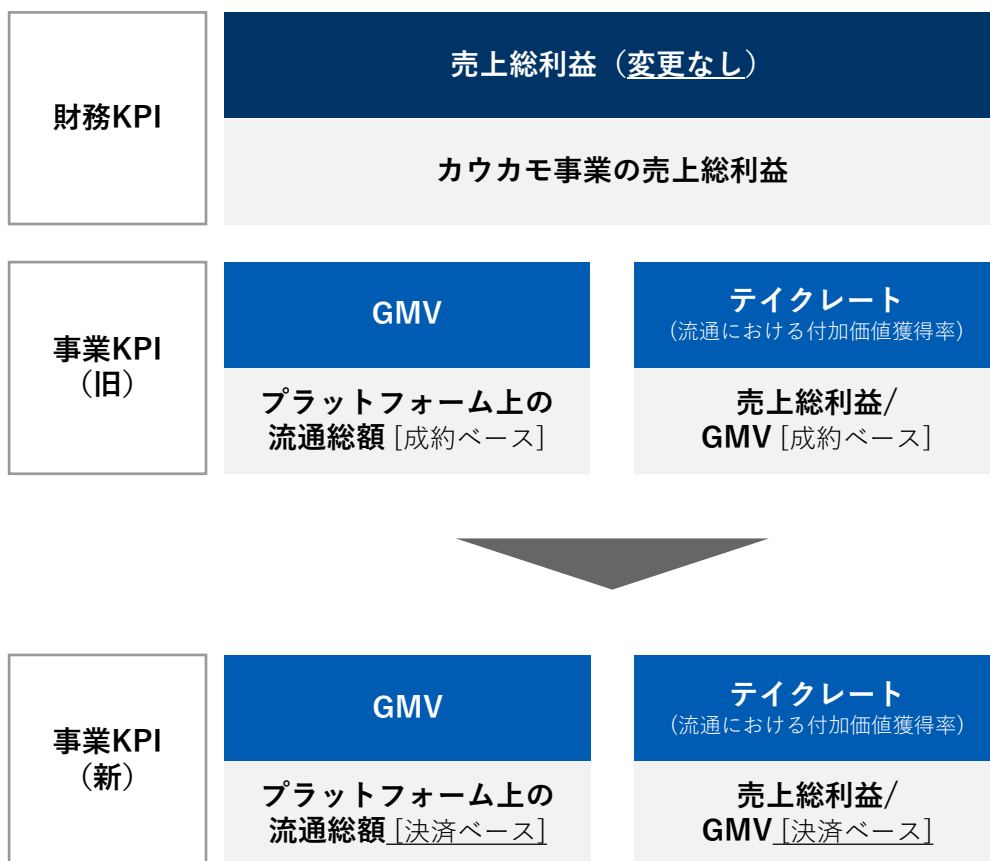 財務KPI
売上総利益（変更なし）
カウカモ事業の売上総利益
事業KPI
（旧）
GMV
プラットフォーム上の
流通総額 [成約ベース]
テイクレート
（流通における付加価値獲得率）
売上総利益/
GMV [成約ベース]
事業KPI
（新）
GMV
プラットフォーム上の
流通総額 [決済ベース]
テイクレート
（流通における付加価値獲得率）
売上総利益/
GMV [決済ベース]